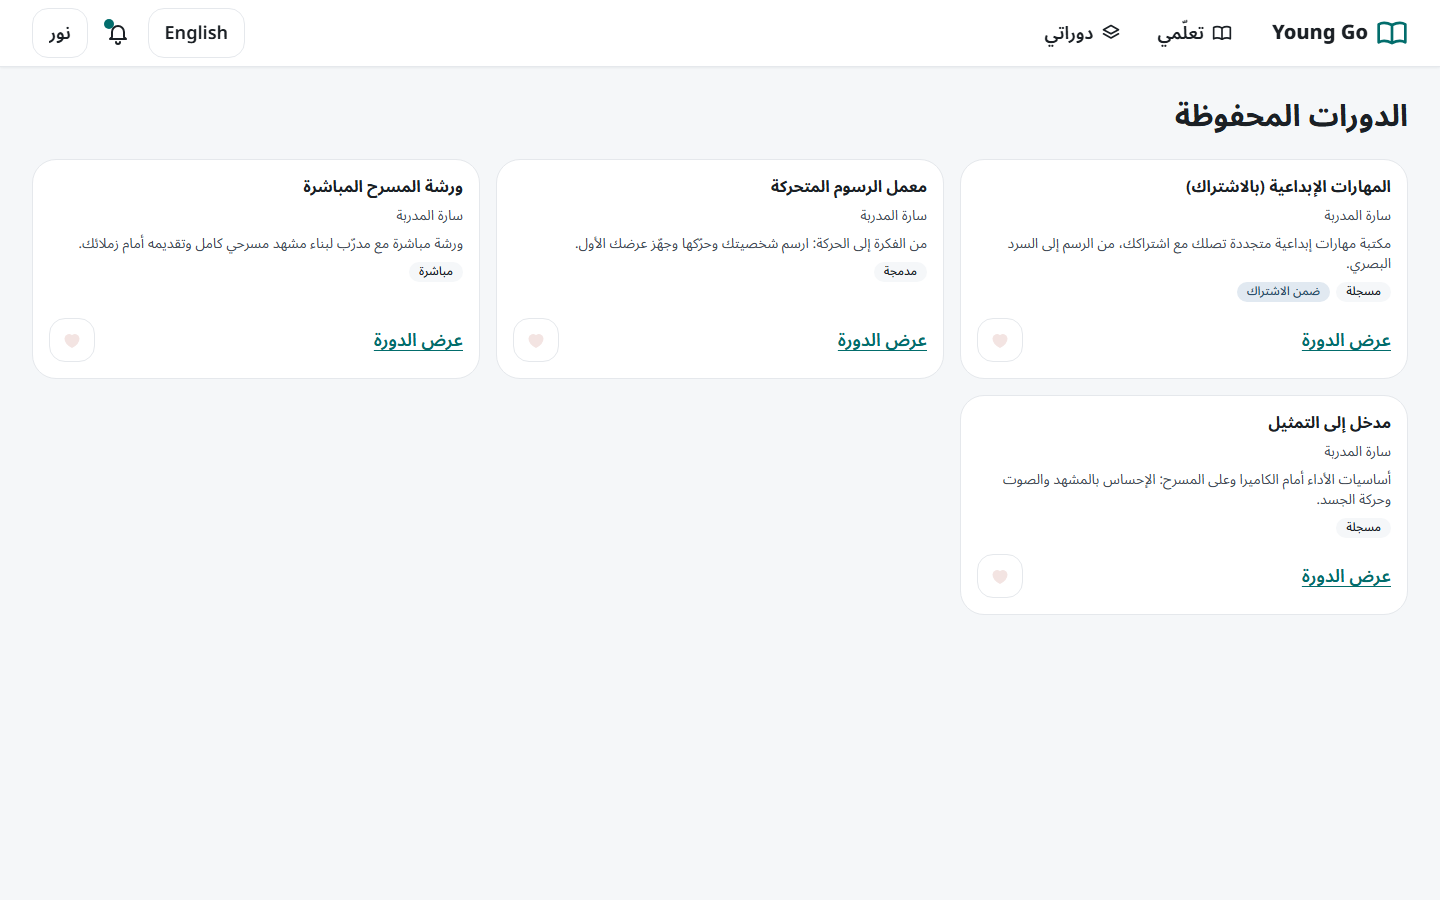 Young Go
تعلّمي
دوراتي
English
نور
الدورات المحفوظة
المهارات الإبداعية (بالاشتراك)
سارة المدربة
مكتبة مهارات إبداعية متجددة تصلك مع اشتراكك، من الرسم إلى السرد
البصري.
مسجلة
ضمن الاشتراك
عرض الدورة
معمل الرسوم المتحركة
سارة المدربة
من الفكرة إلى الحركة: ارسم شخصيتك وحرّكها وجهّز عرضك الأول.
مدمجة
عرض الدورة
ورشة المسرح المباشرة
سارة المدربة
ورشة مباشرة مع مدرّب لبناء مشهد مسرحي كامل وتقديمه أمام زملائك.
مباشرة
عرض الدورة
مدخل إلى التمثيل
سارة المدربة
أساسيات الأداء أمام الكاميرا وعلى المسرح: الإحساس بالمشهد والصوت
وحركة الجسد.
مسجلة
عرض الدورة